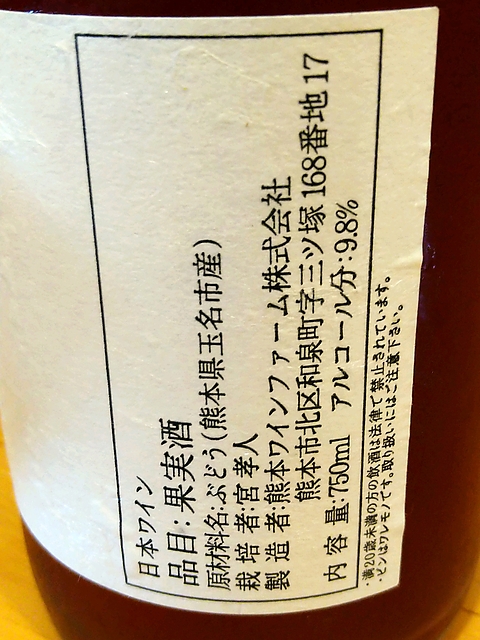 日本ワイン
品目:果実酒
原材料名:ぶどう(熊本県玉名市産)
栽培者:宮 孝人
製造者:熊本ワインファーム株式会社
熊本市北区和泉町字三ツ塚168番地17
内容量:750ml アルコール分:9.8%
・満20歳未満の方の飲酒は法律で禁止されています。
・ビンはワレモノです。取り扱いにはご注意下さい。